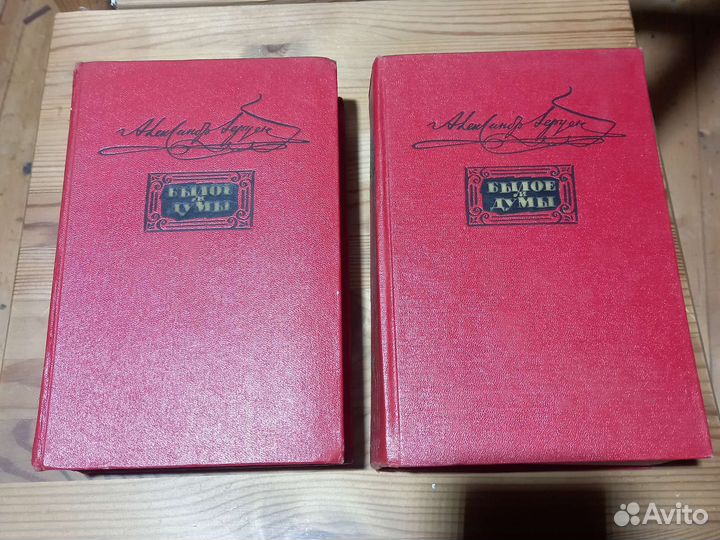 Александр Герцен
БЫЛОЕ
И
ДУМЫ
Александр Герцен
БЫЛОЕ
И
ДУМЫ
Avito